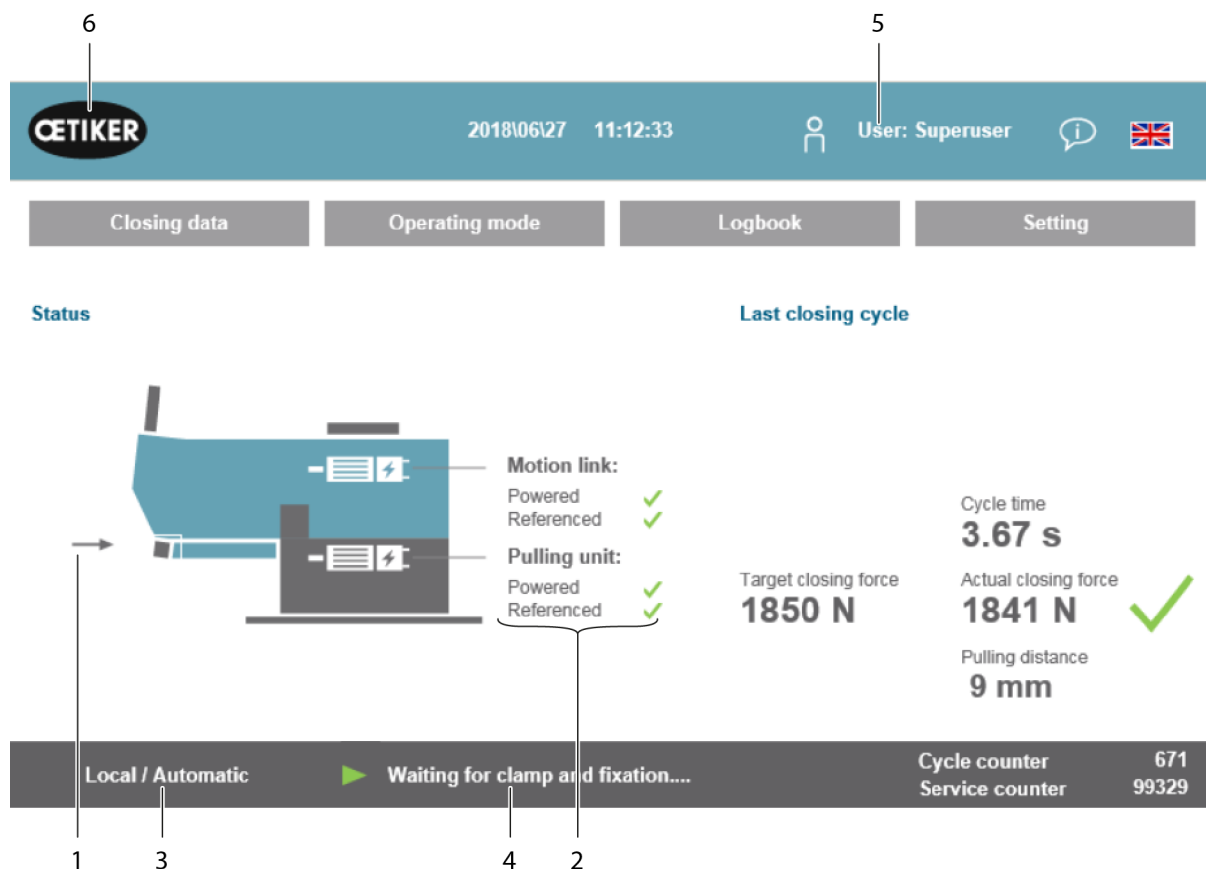 6 5
ŒTIKER 2018\06\27 11:12:33 User: Superuser i
Closing data Operating mode Logbook Setting
Status Last closing cycle
Motion link:
Powered
Referenced
Pulling unit:
Powered
Referenced
Cycle time
3.67 s
Target closing force Actual closing force
1850 N 1841 N
Pulling distance
9 mm
Local / Automatic Waiting for clamp and fixation.... Cycle counter 671
Service counter 99329
1 3 4 2